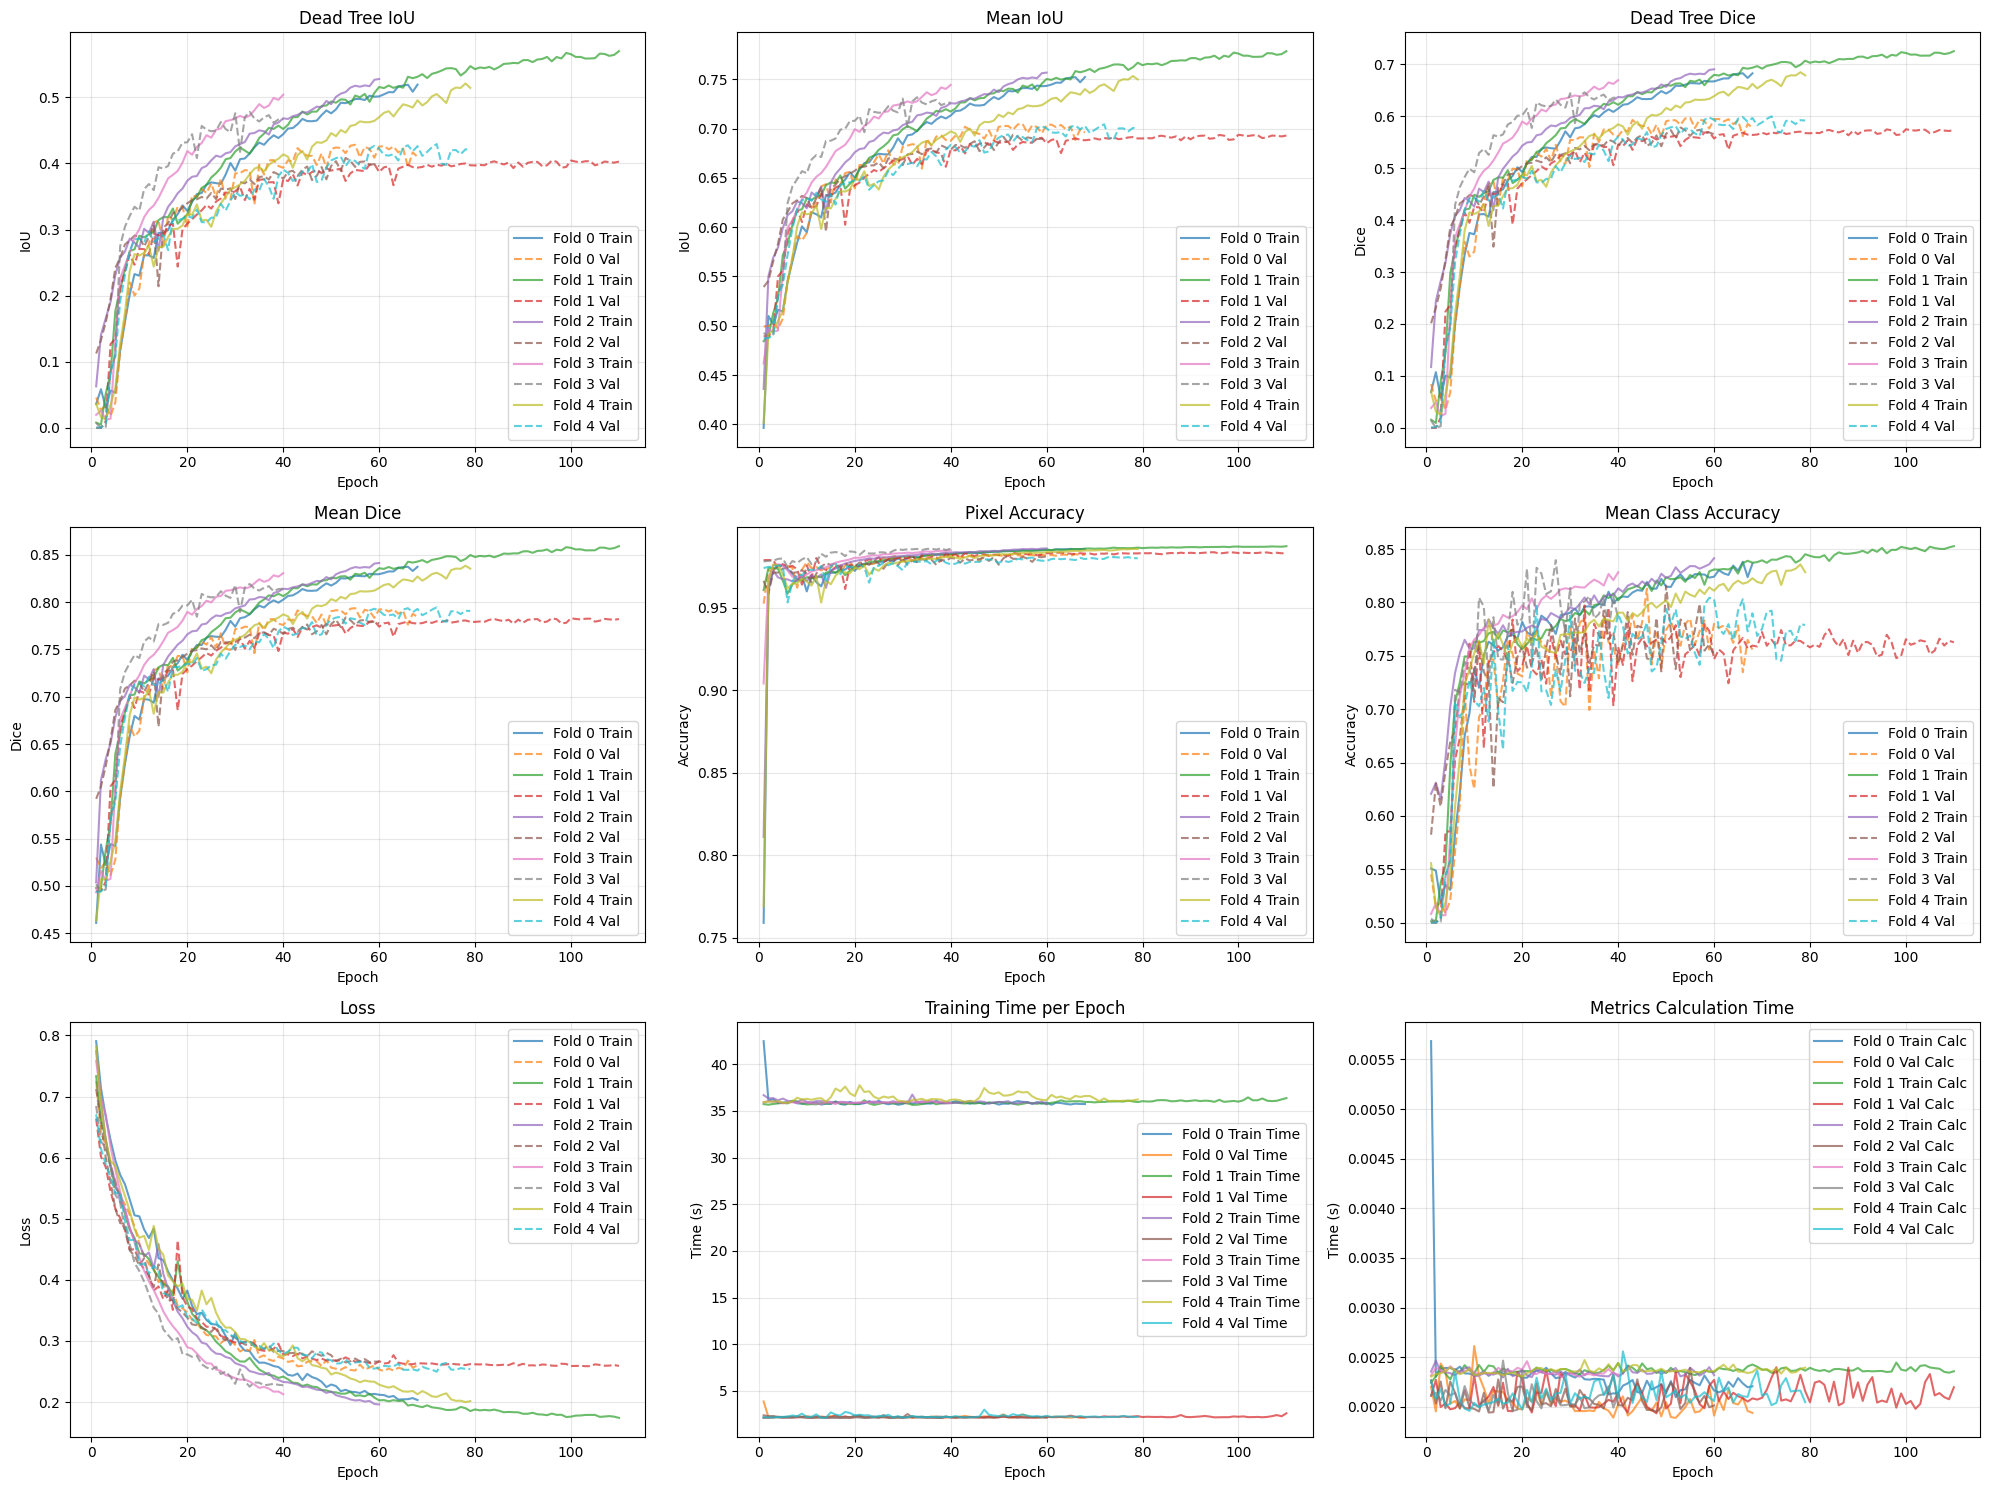 Dead Tree IoU
IoU
0.5
0.4
0.3
0.2
0.1
0.0
Fold 0 Train
Fold 0 Val
Fold 1 Train
Fold 1 Val
Fold 2 Train
Fold 2 Val
Fold 3 Train
Fold 3 Val
Fold 4 Train
Fold 4 Val
0 20 40 60 80 100
Epoch
Mean IoU
IoU
0.75
0.70
0.65
0.60
0.55
0.50
0.45
0.40
Fold 0 Train
Fold 0 Val
Fold 1 Train
Fold 1 Val
Fold 2 Train
Fold 2 Val
Fold 3 Train
Fold 3 Val
Fold 4 Train
Fold 4 Val
0 20 40 60 80 100
Epoch
Dead Tree Dice
Dice
0.7
0.6
0.5
0.4
0.3
0.2
0.1
0.0
Fold 0 Train
Fold 0 Val
Fold 1 Train
Fold 1 Val
Fold 2 Train
Fold 2 Val
Fold 3 Train
Fold 3 Val
Fold 4 Train
Fold 4 Val
0 20 40 60 80 100
Epoch
Mean Dice
Dice
0.85
0.80
0.75
0.70
0.65
0.60
0.55
0.50
0.45
Fold 0 Train
Fold 0 Val
Fold 1 Train
Fold 1 Val
Fold 2 Train
Fold 2 Val
Fold 3 Train
Fold 3 Val
Fold 4 Train
Fold 4 Val
0 20 40 60 80 100
Epoch
Pixel Accuracy
Accuracy
0.95
0.90
0.85
0.80
0.75
Fold 0 Train
Fold 0 Val
Fold 1 Train
Fold 1 Val
Fold 2 Train
Fold 2 Val
Fold 3 Train
Fold 3 Val
Fold 4 Train
Fold 4 Val
0 20 40 60 80 100
Epoch
Mean Class Accuracy
Accuracy
0.85
0.80
0.75
0.70
0.65
0.60
0.55
0.50
Fold 0 Train
Fold 0 Val
Fold 1 Train
Fold 1 Val
Fold 2 Train
Fold 2 Val
Fold 3 Train
Fold 3 Val
Fold 4 Train
Fold 4 Val
0 20 40 60 80 100
Epoch
Loss
Loss
0.8
0.7
0.6
0.5
0.4
0.3
0.2
Fold 0 Train
Fold 0 Val
Fold 1 Train
Fold 1 Val
Fold 2 Train
Fold 2 Val
Fold 3 Train
Fold 3 Val
Fold 4 Train
Fold 4 Val
0 20 40 60 80 100
Epoch
Training Time per Epoch
Time (s)
40
35
30
25
20
15
10
5
Fold 0 Train Time
Fold 0 Val Time
Fold 1 Train Time
Fold 1 Val Time
Fold 2 Train Time
Fold 2 Val Time
Fold 3 Train Time
Fold 3 Val Time
Fold 4 Train Time
Fold 4 Val Time
0 20 40 60 80 100
Epoch
Metrics Calculation Time
Time (s)
0.0055
0.0050
0.0045
0.0040
0.0035
0.0030
0.0025
0.0020
Fold 0 Train Calc
Fold 0 Val Calc
Fold 1 Train Calc
Fold 1 Val Calc
Fold 2 Train Calc
Fold 2 Val Calc
Fold 3 Train Calc
Fold 3 Val Calc
Fold 4 Train Calc
Fold 4 Val Calc
0 20 40 60 80 100
Epoch